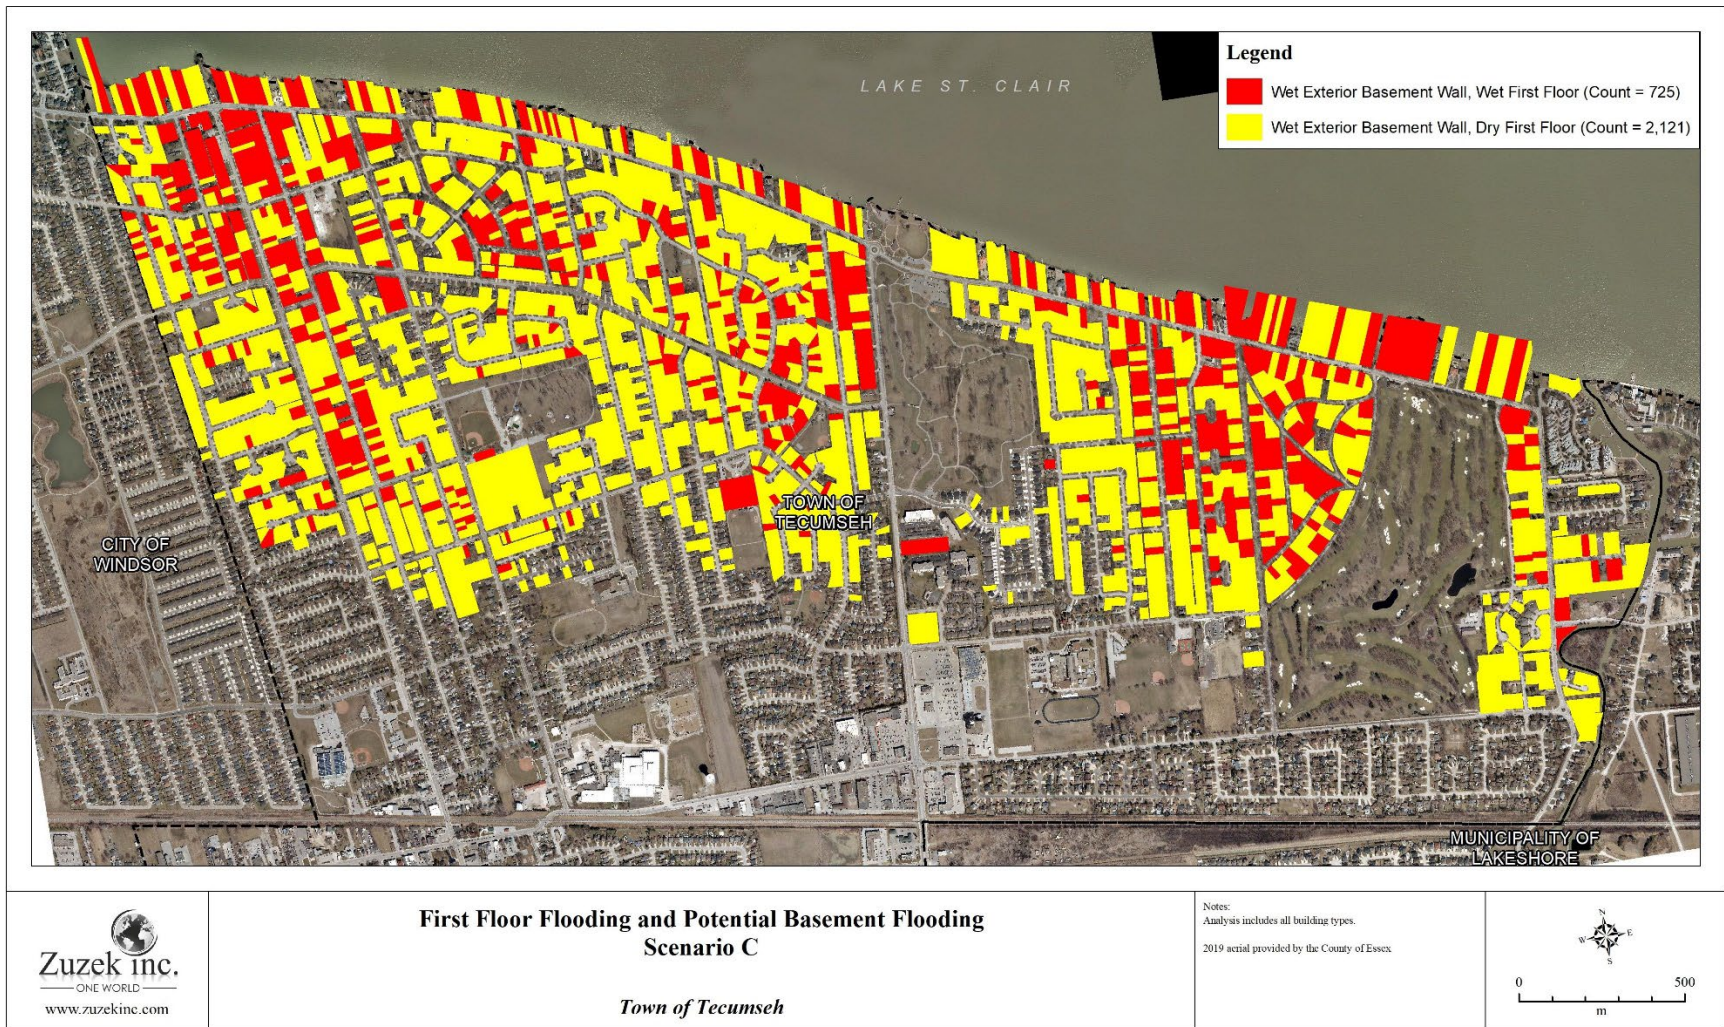 LAKE ST. CLAIR
Legend
Wet Exterior Basement Wall, Wet First Floor (Count = 725)
Wet Exterior Basement Wall, Dry First Floor (Count = 2,121)
TOWN OF
TECUMSEH
CITY OF
WINDSOR
MUNICIPALITY OF
LAKESHORE
Zuzek inc.
ONE WORLD
www.zuzekinc.com
First Floor Flooding and Potential Basement Flooding
Scenario C
Town of Tecumseh
Notes:
Analysis includes all building types.
2019 aerial provided by the County of Essex
N
W E
S
0 500
m